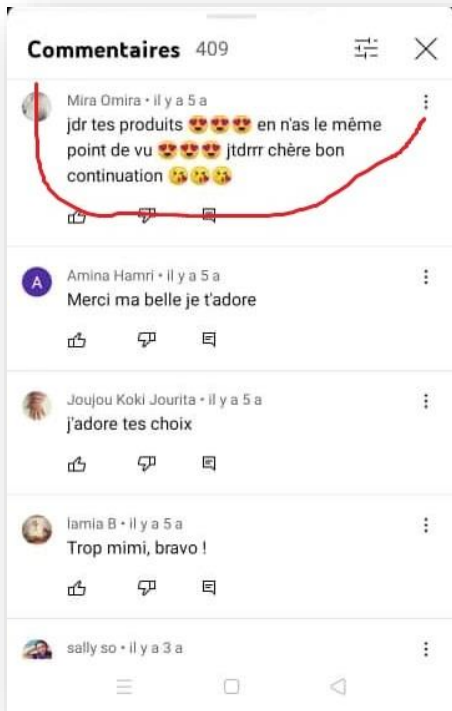 Commentaires 409
Mira Omira • il y a 5 a
jdr tes produits 😍😍😍 en n'as le même
point de vu 😍😍😍 jtdrrr chère bon
continuation 😘😘😘
Amina Hamri • il y a 5 a
A
Merci ma belle je t'adore
Joujou Koki Jourita • il y a 5 a
j'adore tes choix
lamia B • il y a 5 a
Trop mimi, bravo !
sally so • il y a 3 a